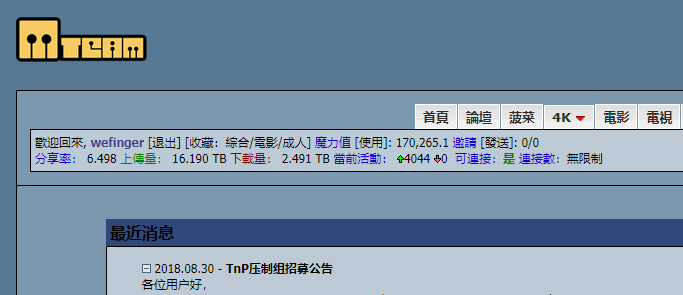 mTEAM
首頁 論壇 菠菜 4K 電影 電視
歡迎回來, wefinger [退出] [收藏: 綜合/電影/成人] 魔力值 [使用]: 170,265.1 邀請 [發送]: 0/0
分享率: 6.498 上傳量: 16.190 TB 下載量: 2.491 TB 當前活動: 4044 0 可連接: 是 連接數: 無限制
最近消息
2018.08.30 - TnP压制组招募公告
各位用户好,